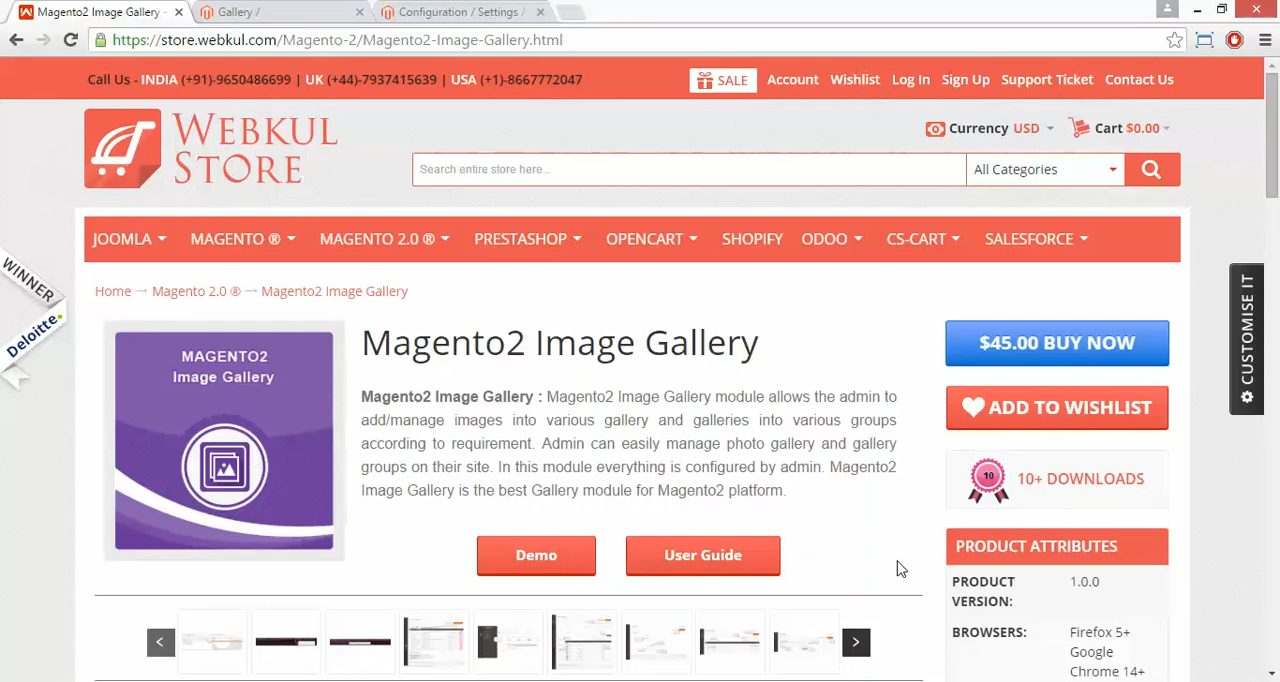 Magento2 Image Gallery -
Gallery /
Configuration / Settings /
https://store.webkul.com/Magento-2/Magento2-Image-Gallery.html
Call Us - INDIA (+91)-9650486699 | UK (+44)-7937415639 | USA (+1)-8667772047
SALE Account Wishlist Log In Sign Up Support Ticket Contact Us
WEBKUL
STORE
Currency USD Cart $0.00
Search entire store here... All Categories
JOOMLA MAGENTO ® MAGENTO 2.0 ® PRESTASHOP OPENCART SHOPIFY ODOO CS-CART SALESFORCE
WINNER
Deloitte.
CUSTOMISE IT
Home → Magento 2.0 ® → Magento2 Image Gallery
MAGENTO2
Image Gallery
Magento2 Image Gallery
Magento2 Image Gallery : Magento2 Image Gallery module allows the admin to
add/manage images into various gallery and galleries into various groups
according to requirement. Admin can easily manage photo gallery and gallery
groups on their site. In this module everything is configured by admin. Magento2
Image Gallery is the best Gallery module for Magento2 platform.
Demo User Guide
$45.00 BUY NOW
ADD TO WISHLIST
10 10+ DOWNLOADS
PRODUCT ATTRIBUTES
PRODUCT 1.0.0
VERSION:
BROWSERS: Firefox 5+
Google
Chrome 14+